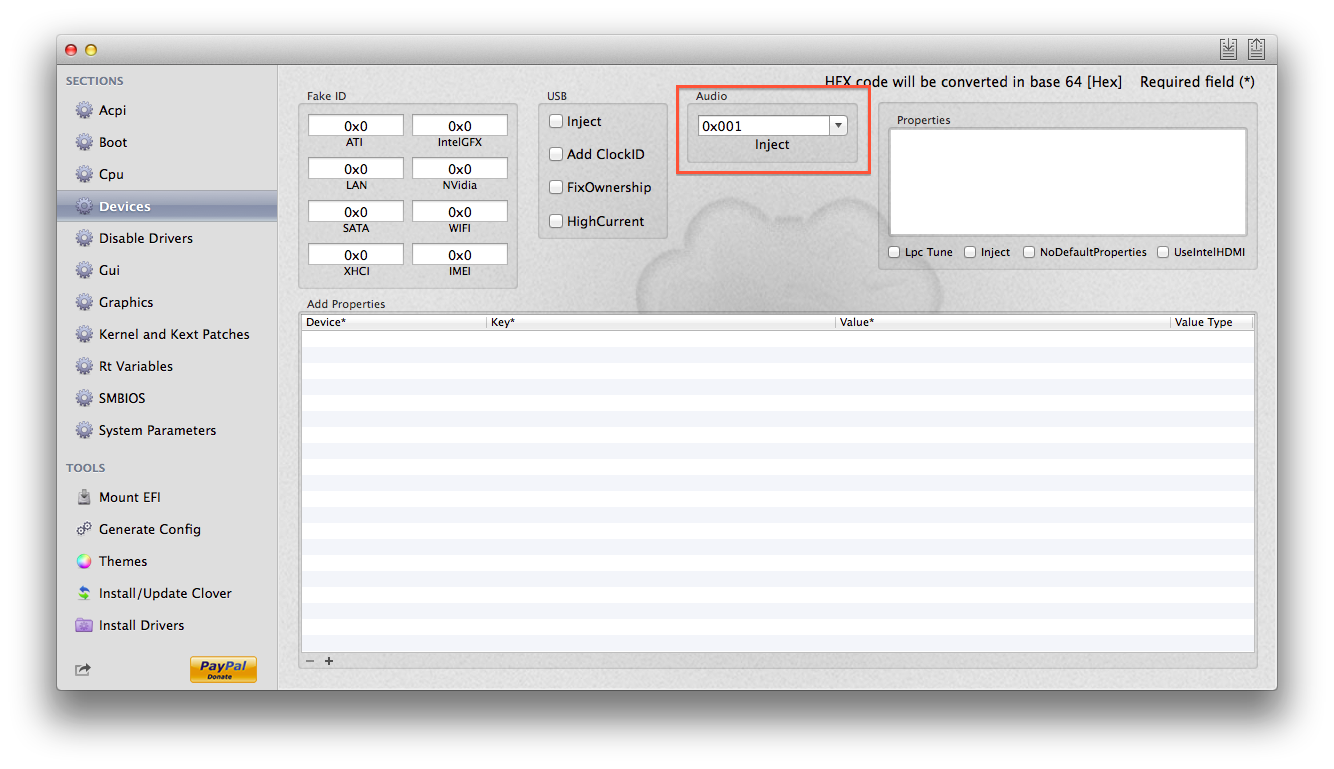 SECTIONS
Acpi
Boot
Cpu
Devices
Disable Drivers
Gui
Graphics
Kernel and Kext Patches
Rt Variables
SMBIOS
System Parameters
TOOLS
Mount EFI
Generate Config
Themes
Install/Update Clover
Install Drivers
PayPal
Donate
HEX code will be converted in base 64 [Hex] Required field (*)
Fake ID
0x0 0x0
ATI IntelGFX
0x0 0x0
LAN NVidia
0x0 0x0
SATA WIFI
0x0 0x0
XHCI IMEI
USB
Inject
Add ClockID
FixOwnership
HighCurrent
Audio
0x001
Inject
Properties
Lpc Tune Inject NoDefaultProperties UseIntelHDMI
Add Properties
Device* Key* Value* Value Type